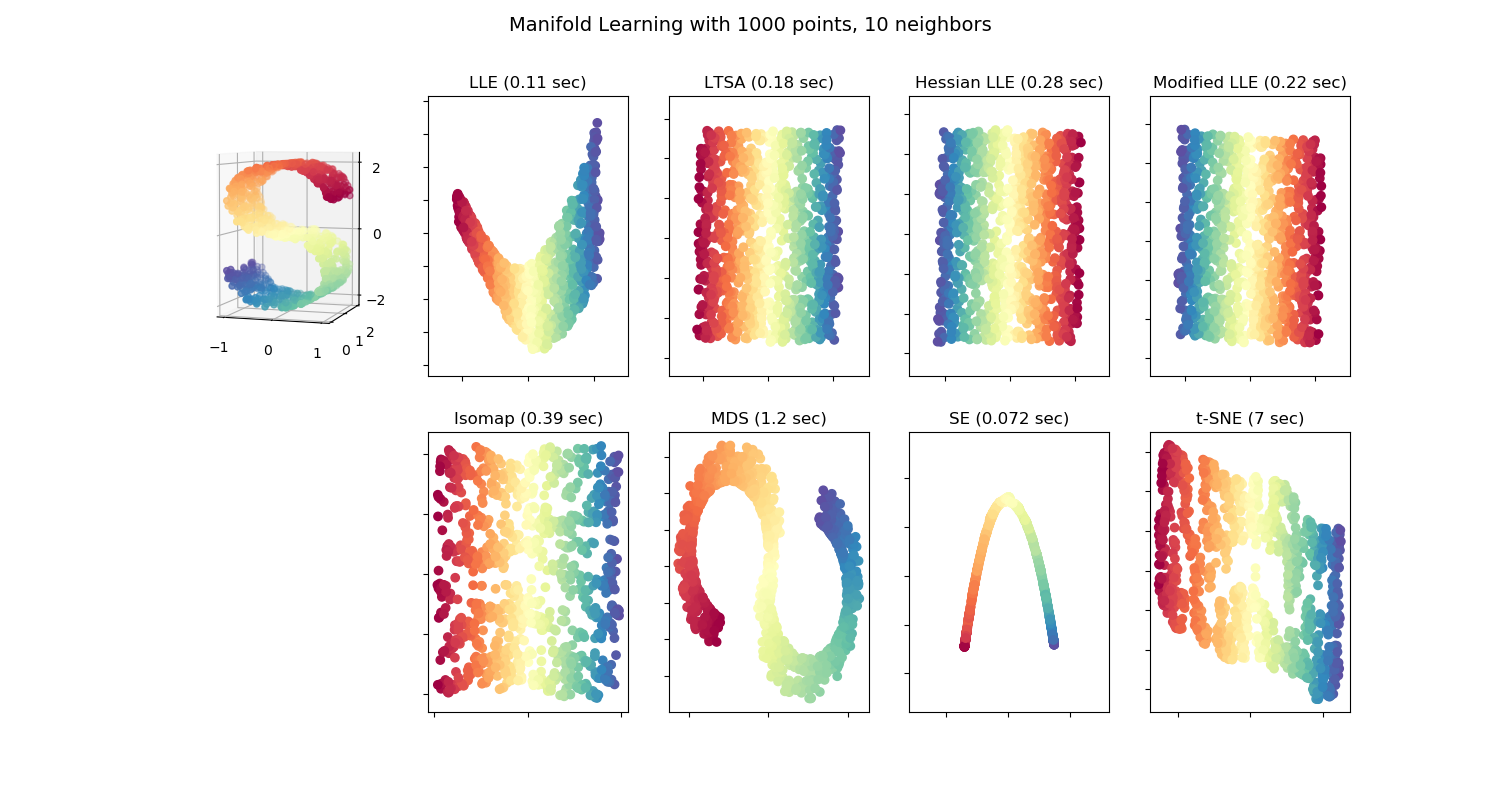 Manifold Learning with 1000 points, 10 neighbors
LLE (0.11 sec)
LTSA (0.18 sec)
Hessian LLE (0.28 sec)
Modified LLE (0.22 sec)
2
0
−2
−1
0
1
0
1
2
Isomap (0.39 sec)
MDS (1.2 sec)
SE (0.072 sec)
t-SNE (7 sec)